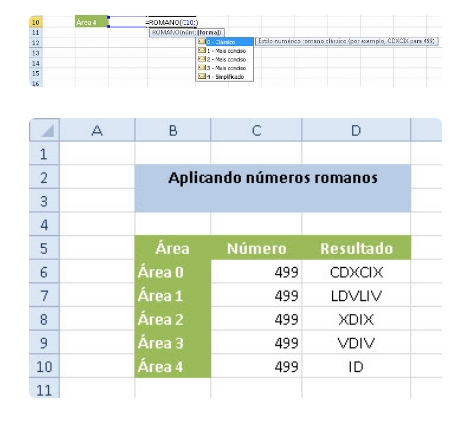 10 Área 4 =ROMANO(C10;)
11 ROMANO(núm; [forma])
12 0 - Clássico Estilo numérico romano clássico (por exemplo, CDXCIX para 499)
13 1 - Mais conciso
14 2 - Mais conciso
15 3 - Mais conciso
16 4 - Simplificado
A B C D
1
2 Aplicando números romanos
3
4
5 Área Número Resultado
6 Área 0 499 CDXCIX
7 Área 1 499 LDVLIV
8 Área 2 499 XDIX
9 Área 3 499 VDIV
10 Área 4 499 ID
11